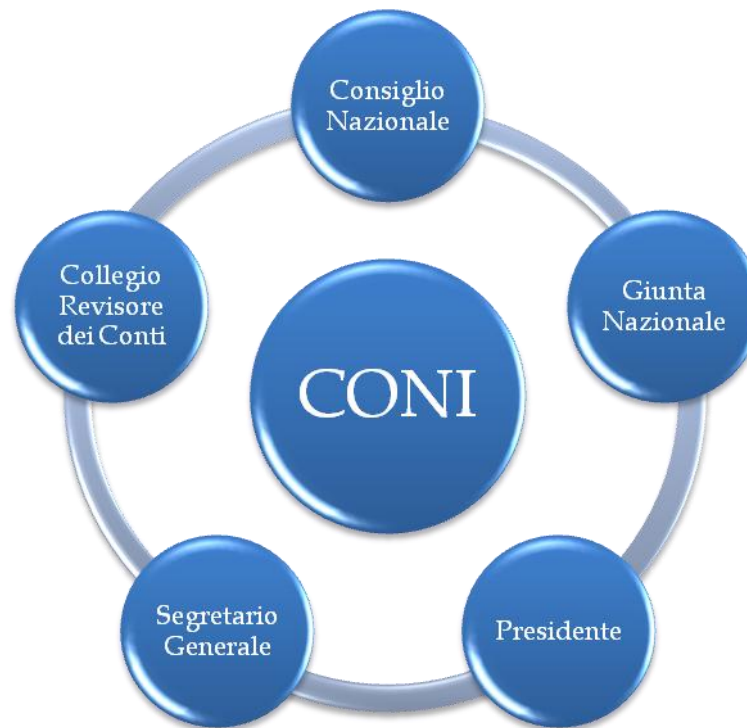 Consiglio
Nazionale
Giunta
Nazionale
Presidente
Segretario
Generale
Collegio
Revisore
dei Conti
CONI